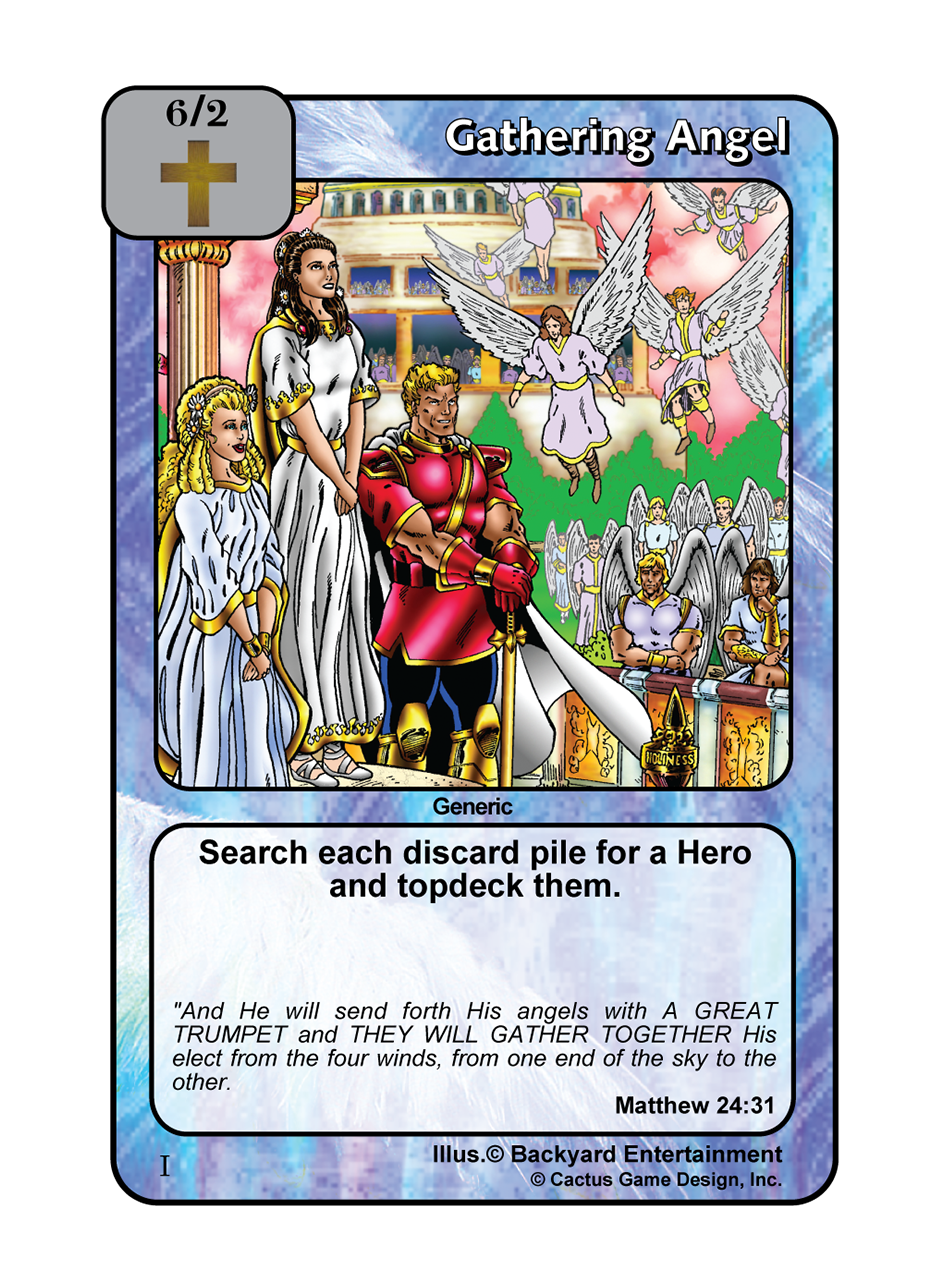 6/2
Gathering Angel
HOLINESS
Generic
Search each discard pile for a Hero
and topdeck them.
"And He will send forth His angels with A GREAT
TRUMPET and THEY WILL GATHER TOGETHER His
elect from the four winds, from one end of the sky to the
other.
Matthew 24:31
I
Illus.© Backyard Entertainment
© Cactus Game Design, Inc.